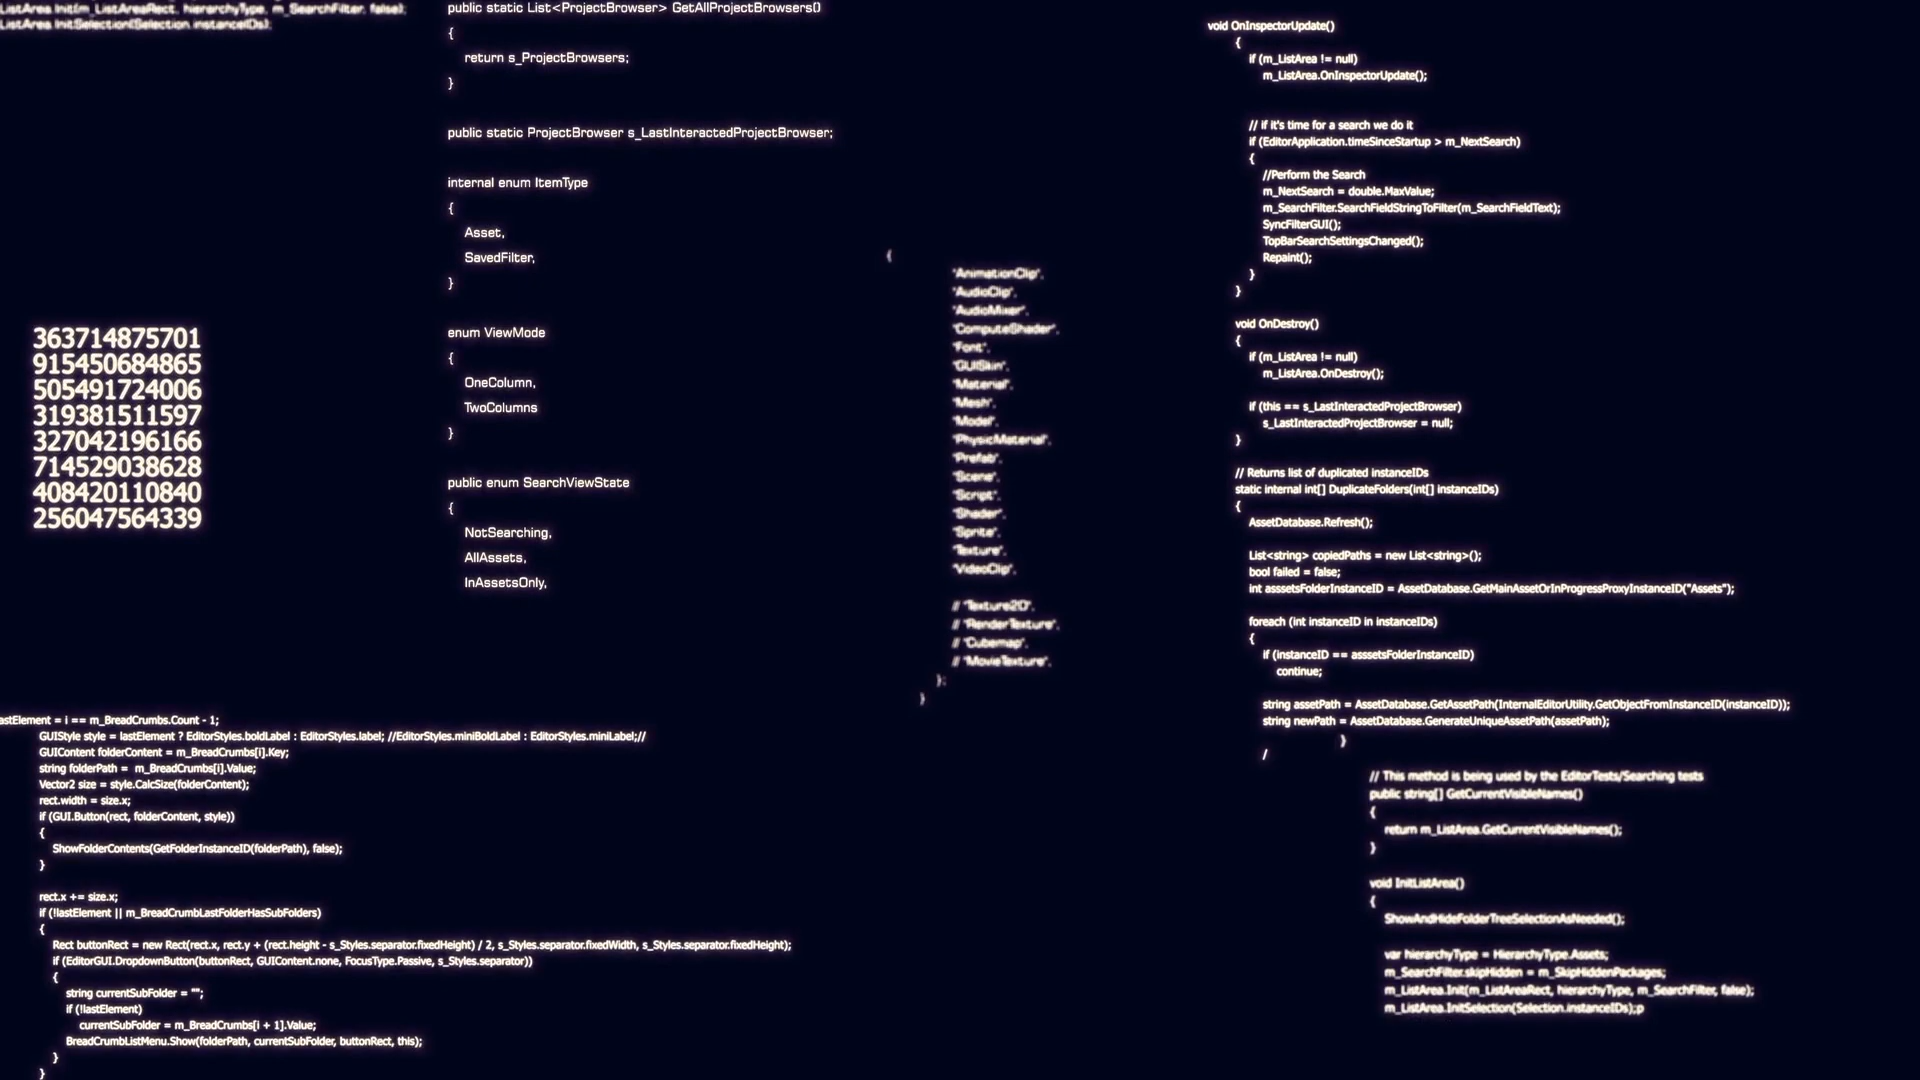 ListArea.Init(m_ListAreaRect, hierarchyType, m_SearchFilter, false);
ListArea.InitSelection(Selection.instanceIDs);
public static List<ProjectBrowser> GetAllProjectBrowsers()
{
return s_ProjectBrowsers;
}
public static ProjectBrowser s_LastInteractedProjectBrowser;
internal enum ItemType
{
Asset,
SavedFilter,
}
enum ViewMode
{
OneColumn,
TwoColumns
}
public enum SearchViewState
{
NotSearching,
AllAssets,
InAssetsOnly,
363714875701
915450684865
505491724006
319381511597
327042196166
714529038628
408420110840
256047564339
{
"AnimationClip",
"AudioClip",
"AudioMixer",
"ComputeShader",
"Font",
"GUISkin",
"Material",
"Mesh",
"Model",
"PhysicMaterial",
"Prefab",
"Scene",
"Script",
"Shader",
"Sprite",
"Texture",
"VideoClip",
// "Texture2D",
// "RenderTexture",
// "Cubemap",
// "MovieTexture",
};
}
void OnInspectorUpdate()
{
if (m_ListArea != null)
m_ListArea.OnInspectorUpdate();
// if it's time for a search we do it
if (EditorApplication.timeSinceStartup > m_NextSearch)
{
//Perform the Search
m_NextSearch = double.MaxValue;
m_SearchFilter.SearchFieldStringToFilter(m_SearchFieldText);
SyncFilterGUI();
TopBarSearchSettingsChanged();
Repaint();
}
}
void OnDestroy()
{
if (m_ListArea != null)
m_ListArea.OnDestroy();
if (this == s_LastInteractedProjectBrowser)
s_LastInteractedProjectBrowser = null;
}
// Returns list of duplicated instanceIDs
static internal int[] DuplicateFolders(int[] instanceIDs)
{
AssetDatabase.Refresh();
List<string> copiedPaths = new List<string>();
bool failed = false;
int asssetsFolderInstanceID = AssetDatabase.GetMainAssetOrInProgressProxyInstanceID("Assets");
foreach (int instanceID in instanceIDs)
{
if (instanceID == asssetsFolderInstanceID)
continue;
string assetPath = AssetDatabase.GetAssetPath(InternalEditorUtility.GetObjectFromInstanceID(instanceID));
string newPath = AssetDatabase.GenerateUniqueAssetPath(assetPath);
/
}
// This method is being used by the EditorTests/Searching tests
public string[] GetCurrentVisibleNames()
{
return m_ListArea.GetCurrentVisibleNames();
}
void InitListArea()
{
ShowAndHideFolderTreeSelectionAsNeeded();
var hierarchyType = HierarchyType.Assets;
m_SearchFilter.skipHidden = m_SkipHiddenPackages;
m_ListArea.Init(m_ListAreaRect, hierarchyType, m_SearchFilter, false);
m_ListArea.InitSelection(Selection.instanceIDs);p
astElement = i == m_BreadCrumbs.Count - 1;
GUIStyle style = lastElement ? EditorStyles.boldLabel : EditorStyles.label; //EditorStyles.miniBoldLabel : EditorStyles.miniLabel;//
GUIContent folderContent = m_BreadCrumbs[i].Key;
string folderPath =  m_BreadCrumbs[i].Value;
Vector2 size = style.CalcSize(folderContent);
rect.width = size.x;
if (GUI.Button(rect, folderContent, style))
{
ShowFolderContents(GetFolderInstanceID(folderPath), false);
}
rect.x += size.x;
if (!lastElement || m_BreadCrumbLastFolderHasSubFolders)
{
Rect buttonRect = new Rect(rect.x, rect.y + (rect.height - s_Styles.separator.fixedHeight) / 2, s_Styles.separator.fixedWidth, s_Styles.separator.fixedHeight);
if (EditorGUI.DropdownButton(buttonRect, GUIContent.none, FocusType.Passive, s_Styles.separator))
{
string currentSubFolder = "";
if (!lastElement)
currentSubFolder = m_BreadCrumbs[i + 1].Value;
BreadCrumbListMenu.Show(folderPath, currentSubFolder, buttonRect, this);
}
}